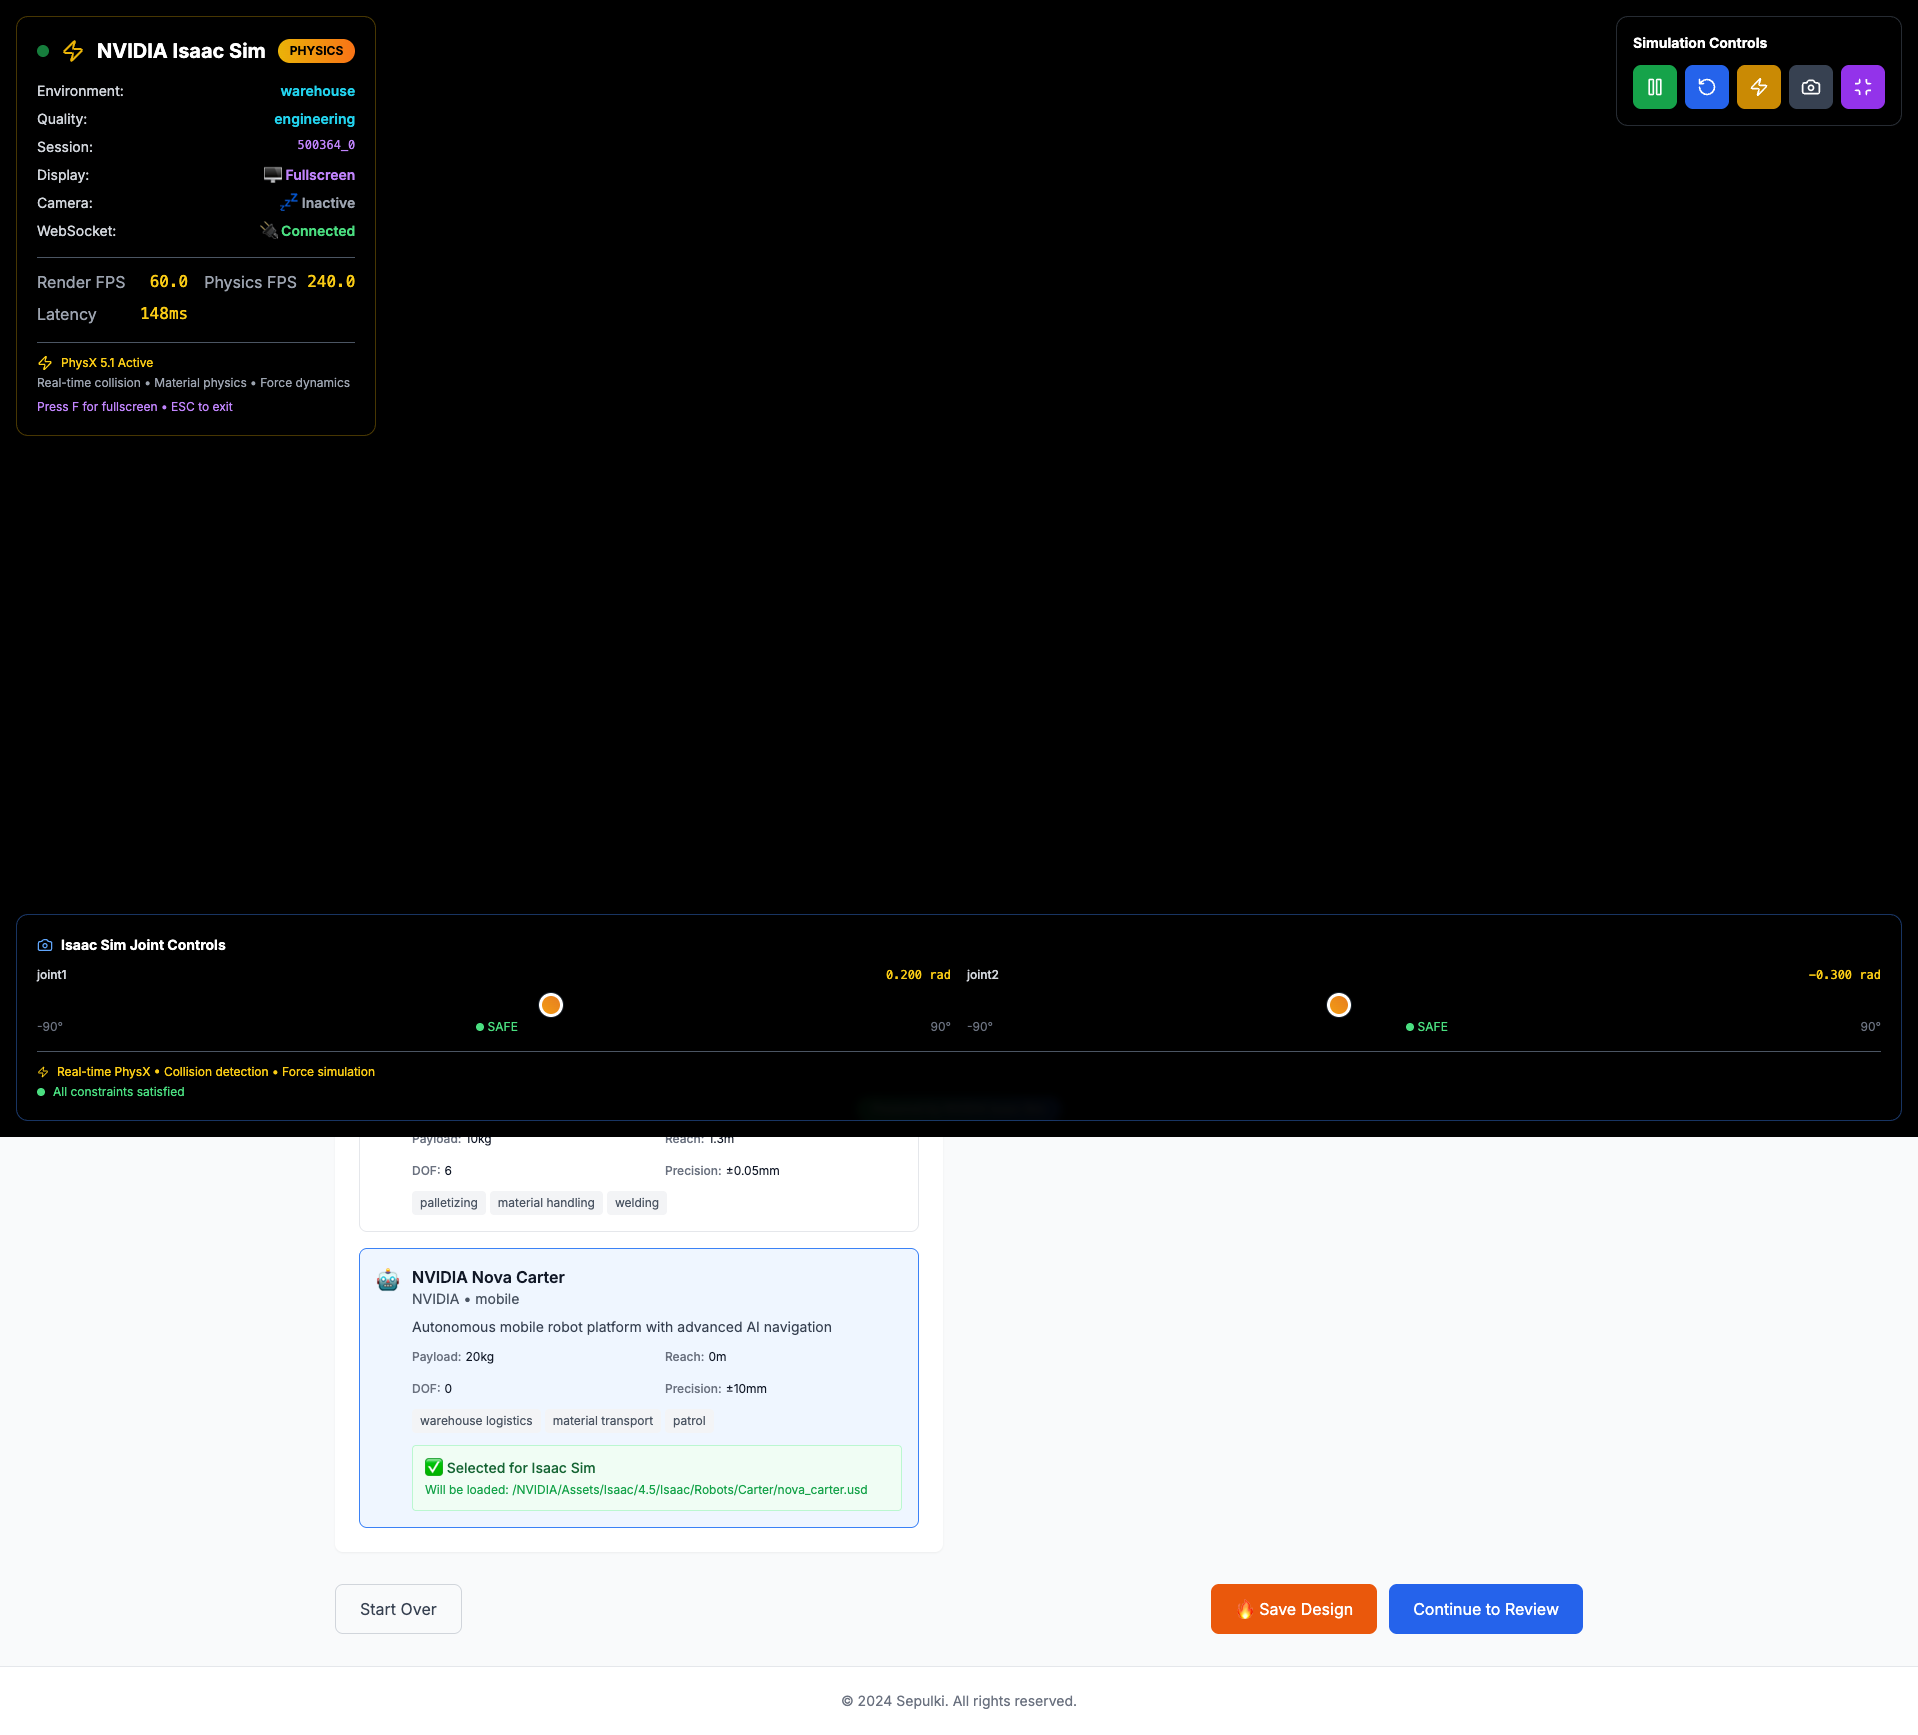 NVIDIA Isaac Sim PHYSICS
Environment: warehouse
Quality: engineering
Session: 500364_0
Display: Fullscreen
Camera: Inactive
WebSocket: Connected
Render FPS 60.0 Physics FPS 240.0
Latency 148ms
PhysX 5.1 Active
Real-time collision • Material physics • Force dynamics
Press F for fullscreen • ESC to exit
Simulation Controls
Isaac Sim Joint Controls
joint1 0.200 rad joint2 -0.300 rad
-90° SAFE 90° -90° SAFE 90°
Real-time PhysX • Collision detection • Force simulation
All constraints satisfied
Payload: 10kg Reach: 1.3m
DOF: 6 Precision: ±0.05mm
palletizing material handling welding
NVIDIA Nova Carter
NVIDIA • mobile
Autonomous mobile robot platform with advanced AI navigation
Payload: 20kg Reach: 0m
DOF: 0 Precision: ±10mm
warehouse logistics material transport patrol
Selected for Isaac Sim
Will be loaded: /NVIDIA/Assets/Isaac/4.5/Isaac/Robots/Carter/nova_carter.usd
Start Over Save Design Continue to Review
© 2024 Sepulki. All rights reserved.